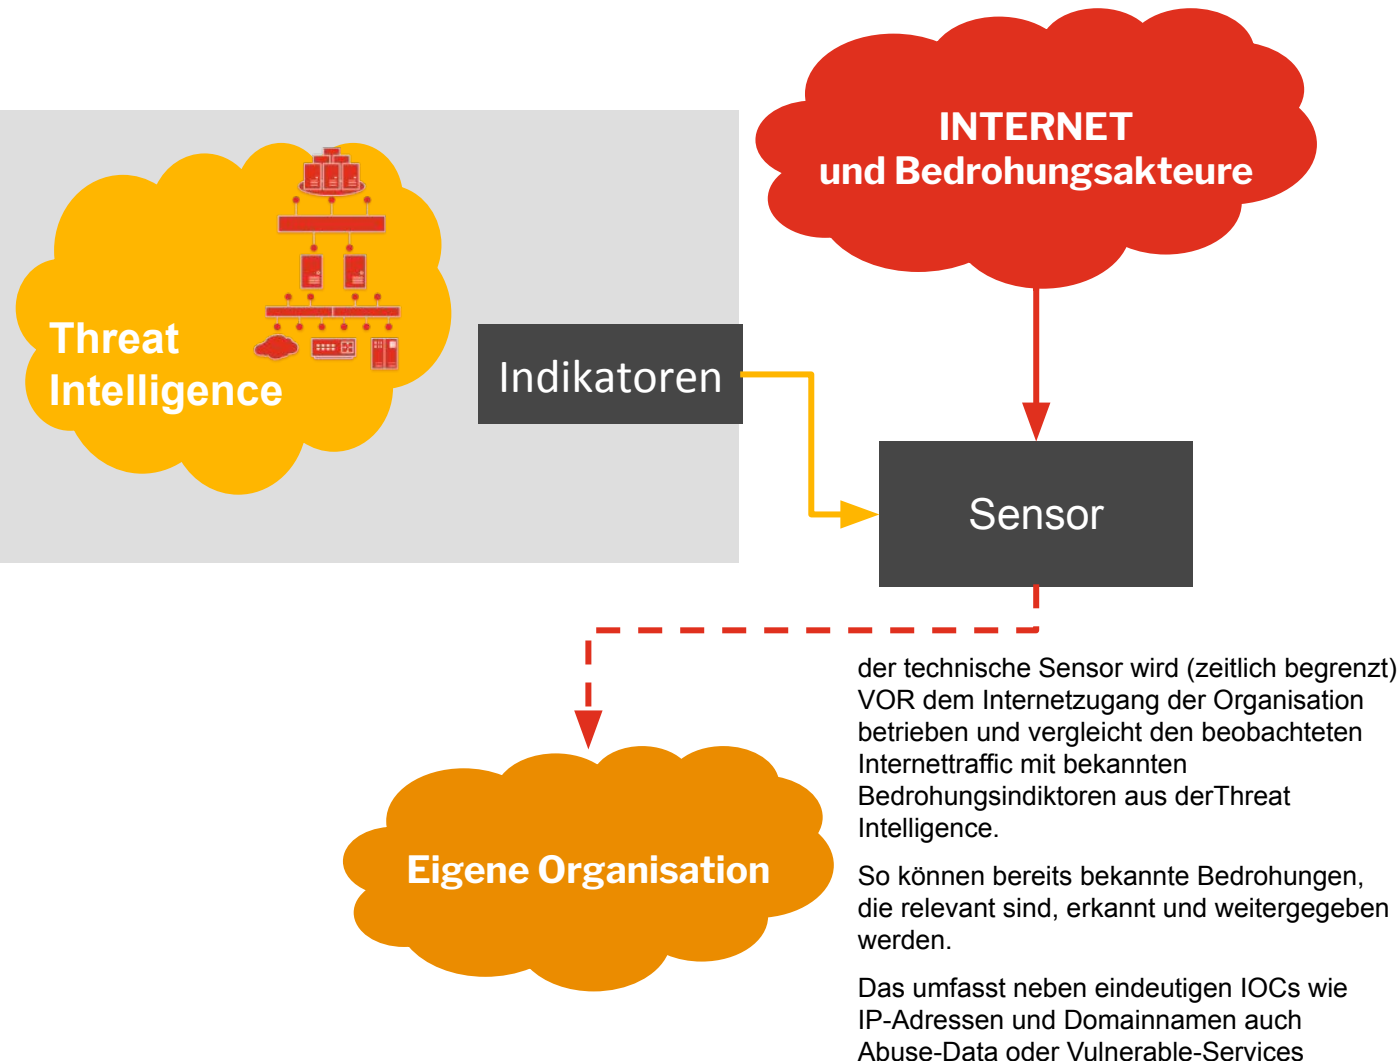 INTERNET
und Bedrohungsakteure
Threat
Intelligence
Indikatoren
Sensor
der technische Sensor wird (zeitlich begrenzt)
VOR dem Internetzugang der Organisation
betrieben und vergleicht den beobachteten
Internettraffic mit bekannten
Bedrohungsindiktoren aus derThreat
Intelligence.
Eigene Organisation
So können bereits bekannte Bedrohungen,
die relevant sind, erkannt und weitergegeben
werden.
Das umfasst neben eindeutigen IOCs wie
IP-Adressen und Domainnamen auch
Abuse-Data oder Vulnerable-Services